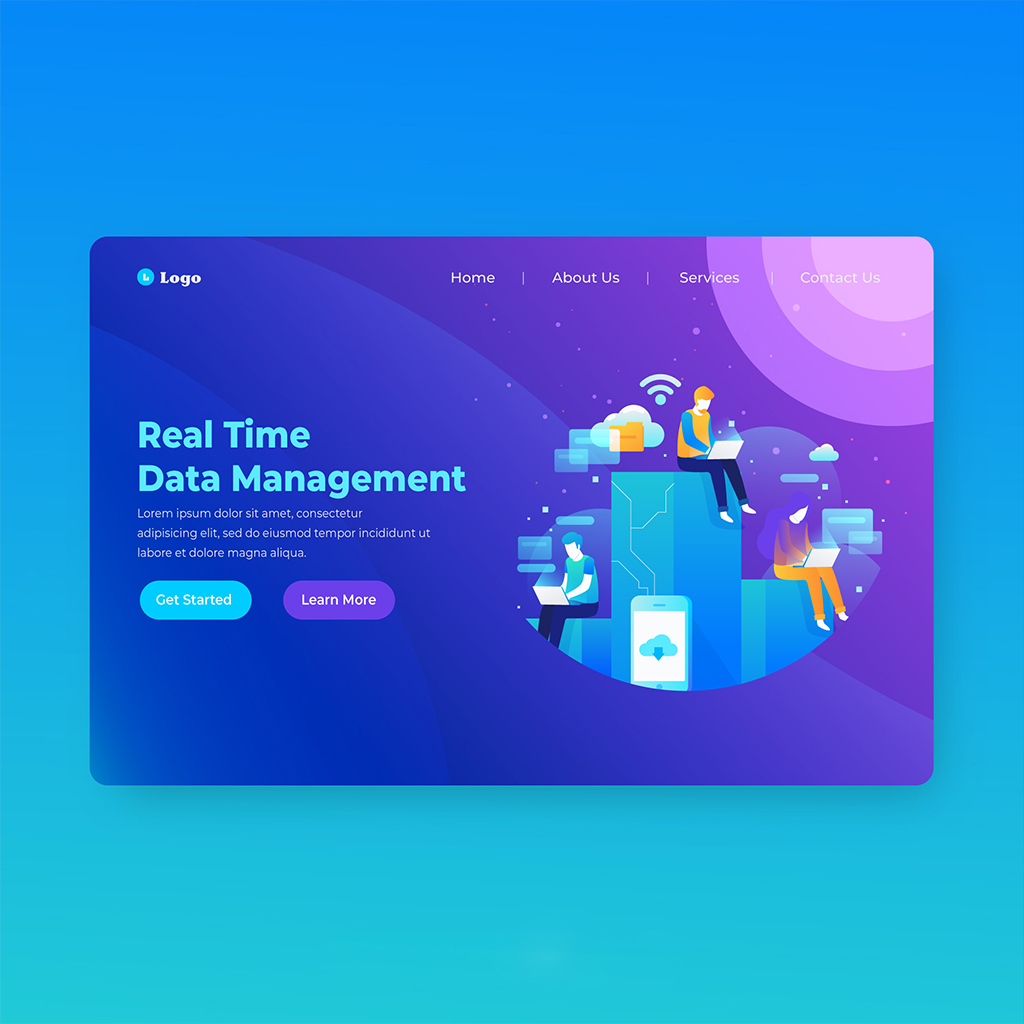 Logo
Home | About Us | Services | Contact Us
Real Time
Data Management
Lorem ipsum dolor sit amet, consectetur
adipisicing elit, sed do eiusmod tempor incididunt ut
labore et dolore magna aliqua.
Get Started
Learn More